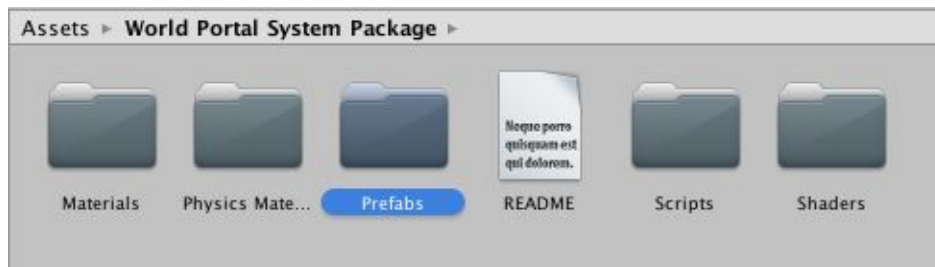 Assets ▸ World Portal System Package ▸
Neque porro
quisquam est
qui dolorem.
Materials
Physics Mate...
Prefabs
README
Scripts
Shaders